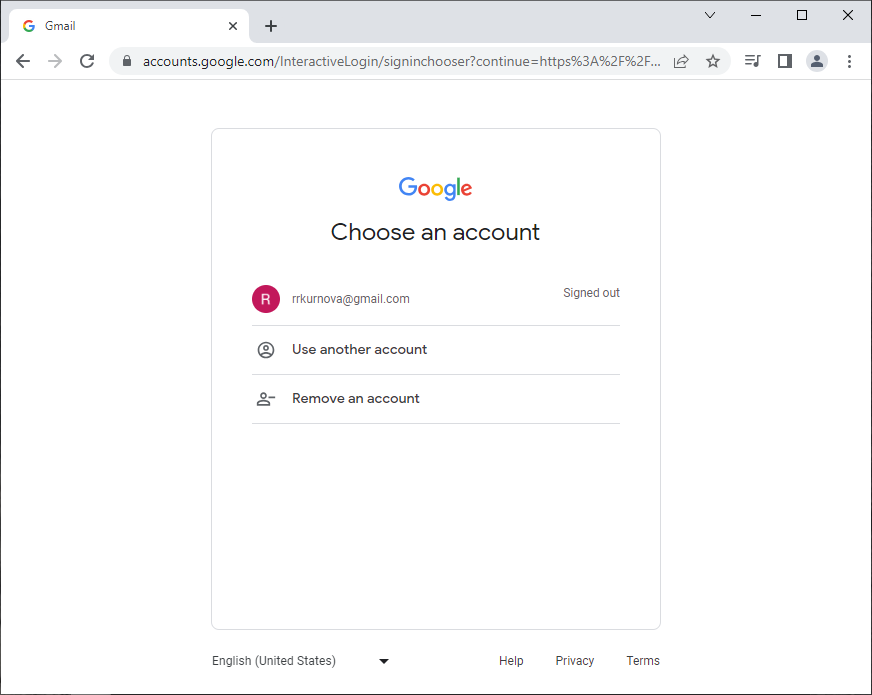 Gmail
accounts.google.com/InteractiveLogin/signinchooser?continue=https%3A%2F%2F...
Google
Choose an account
R
rrkurnova@gmail.com
Signed out
Use another account
Remove an account
English (United States)
Help
Privacy
Terms